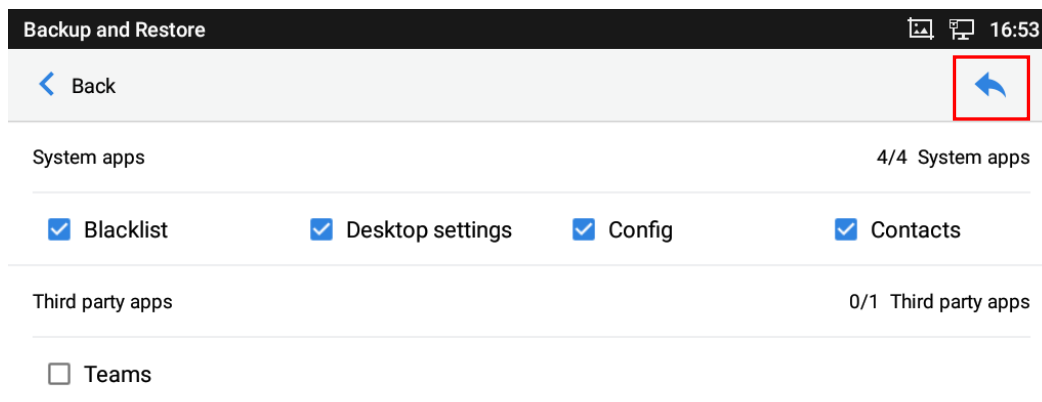 Backup and Restore 16:53
Back
System apps 4/4 System apps
Blacklist Desktop settings Config Contacts
Third party apps 0/1 Third party apps
Teams